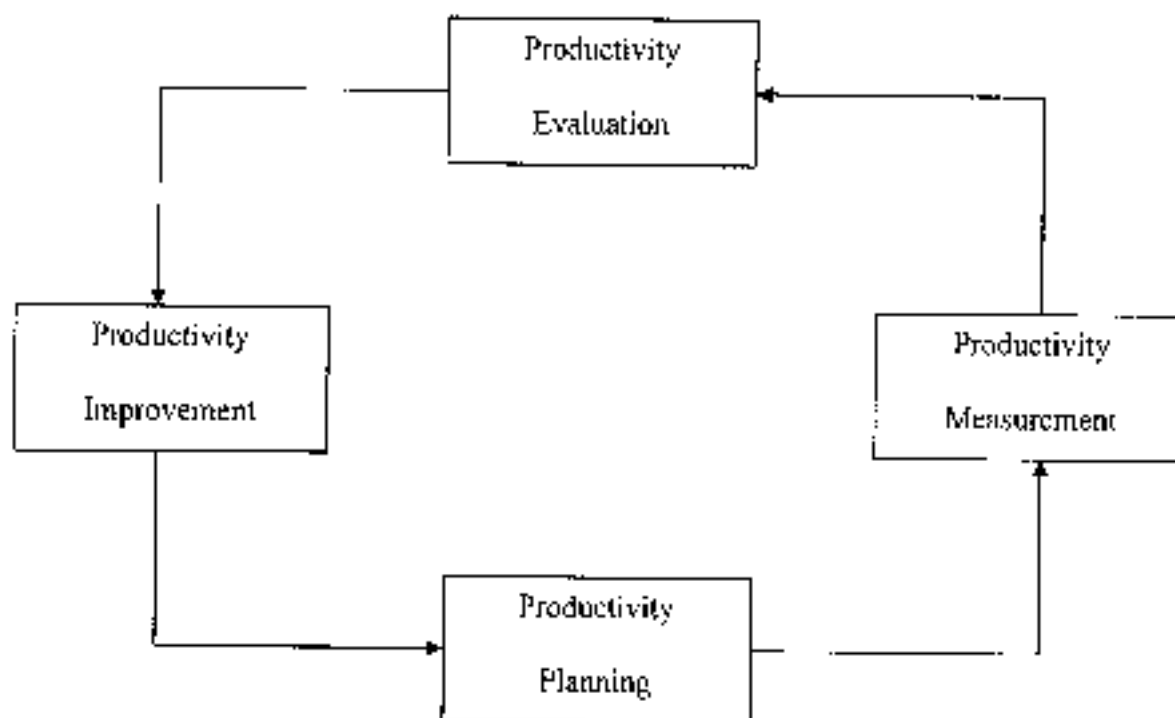 Productivity
Evaluation
Productivity
Improvement
Productivity
Measurement
Productivity
Planning